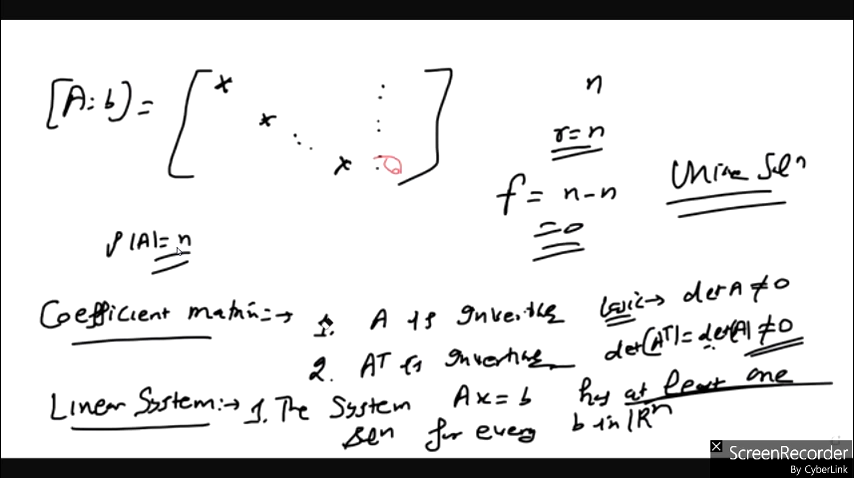 [A:b] = [ x
x ⋱
x
n
r=n
f = n-n
=0
Unique Soln
ρ(A)=n
Coefficient matrix:→ 1. A is Invertible Logic→ det A ≠ 0
2. AT is Invertible det(AT)=det(A) ≠0
Linear System:→ 1. The System Ax=b has at least one
Soln for every b in IRn
ScreenRecorder
By CyberLink